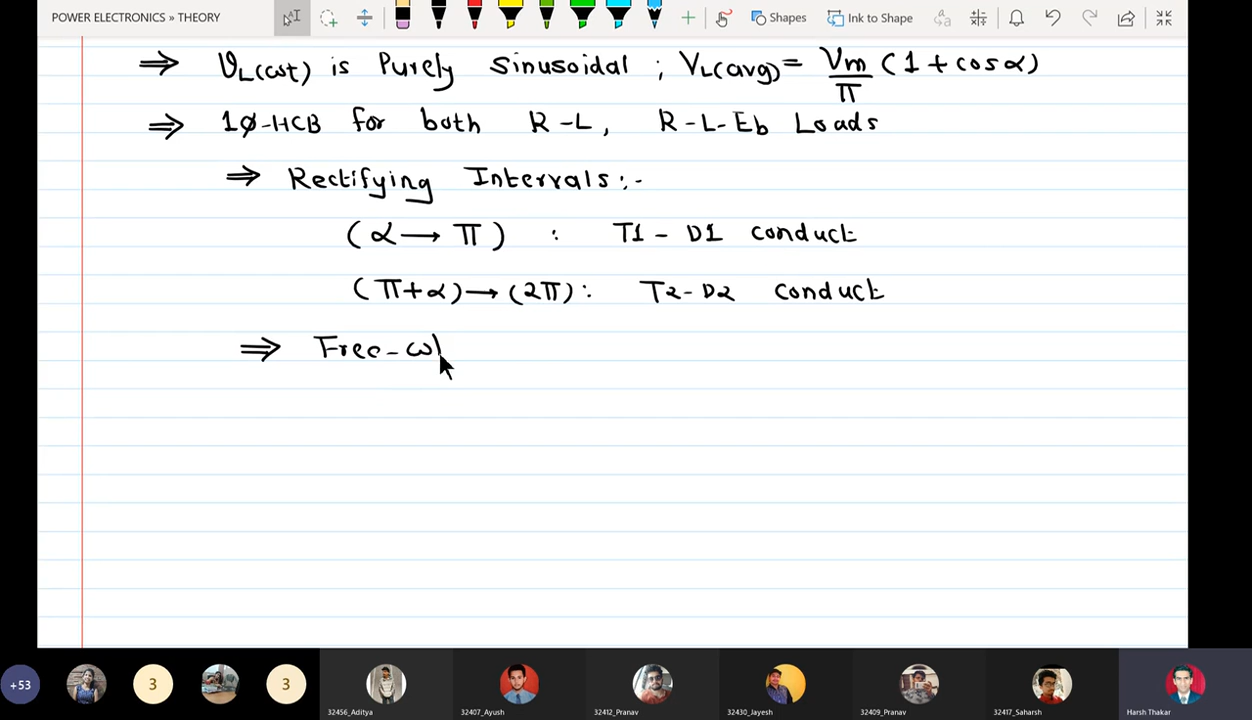 POWER ELECTRONICS » THEORY
Shapes
Ink to Shape
⇒ VL(ωt) is Purely Sinusoidal ; VL(avg) = Vm/π (1+cosα)
⇒ 1Ø-HCB for both R-L, R-L-Eb Loads
⇒ Rectifying Intervals:-
(α → π) : T1 - D1 conduct
(π+α) → (2π) : T2 - D2 conduct
⇒ Free-wh
+53
3
3
32456_Aditya
32407_Ayush
32412_Pranav
32430_Jayesh
32409_Pranav
32417_Saharsh
Harsh Thakar